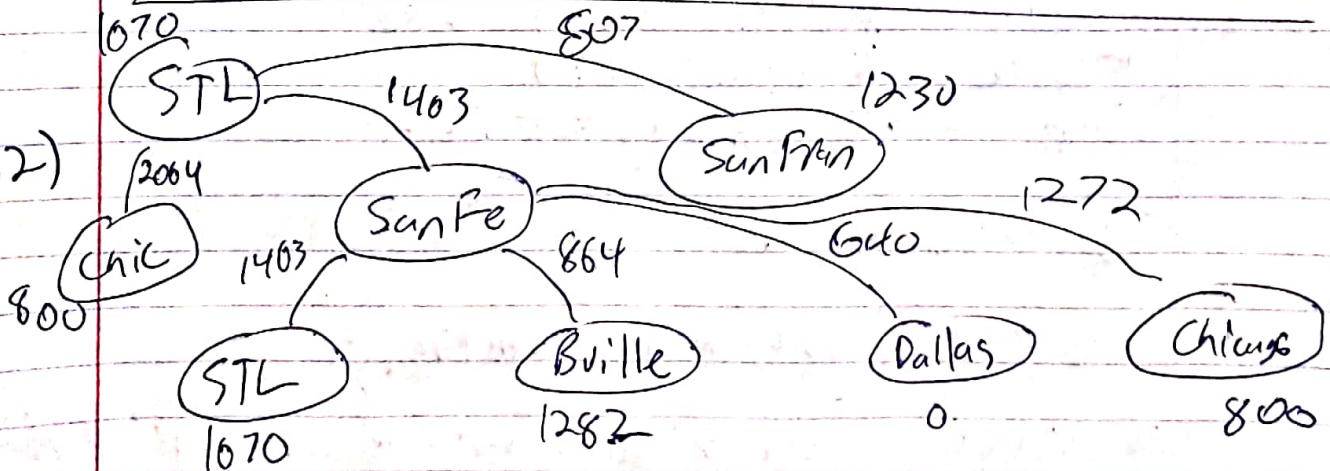 1070
807
STL
1403
1230
2)
2064
San Fran
San Fe
1272
Chic
1403
864
640
800
STL
Bville
Dallas
Chicago
1070
1282
0
800